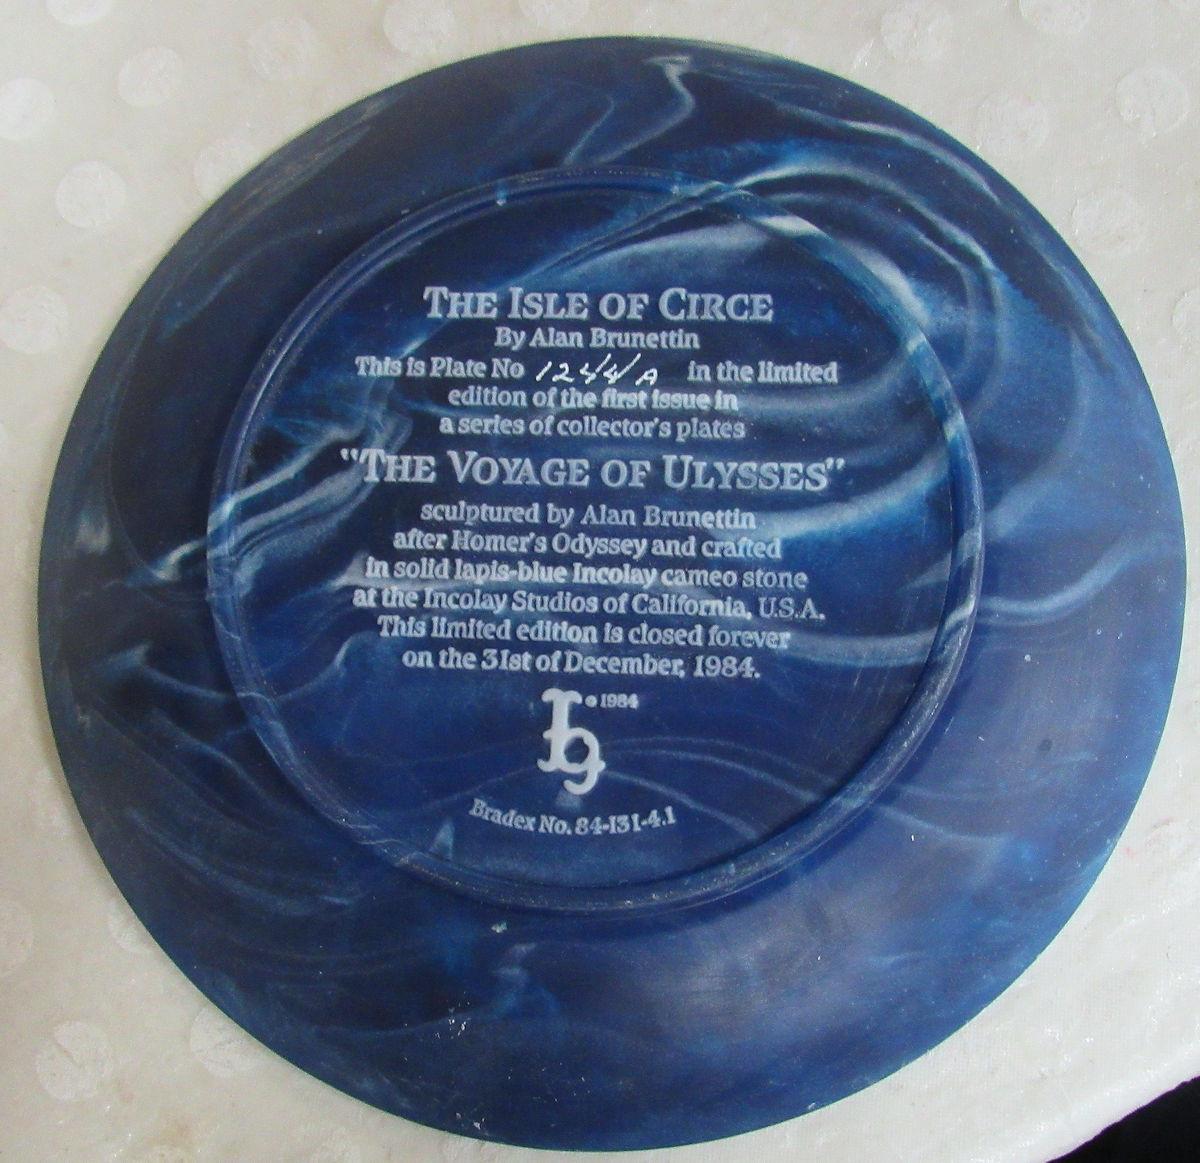 THE ISLE OF CIRCE
By Alan Brunettin
This is Plate No 1244A in the limited
edition of the first issue in
a series of collector's plates
"THE VOYAGE OF ULYSSES"
sculptured by Alan Brunettin
after Homer's Odyssey and crafted
in solid lapis-blue Incolay cameo stone
at the Incolay Studios of California, U.S.A.
This limited edition is closed forever
on the 31st of December, 1984.
© 1984
Bradex No. 84-131-4.1